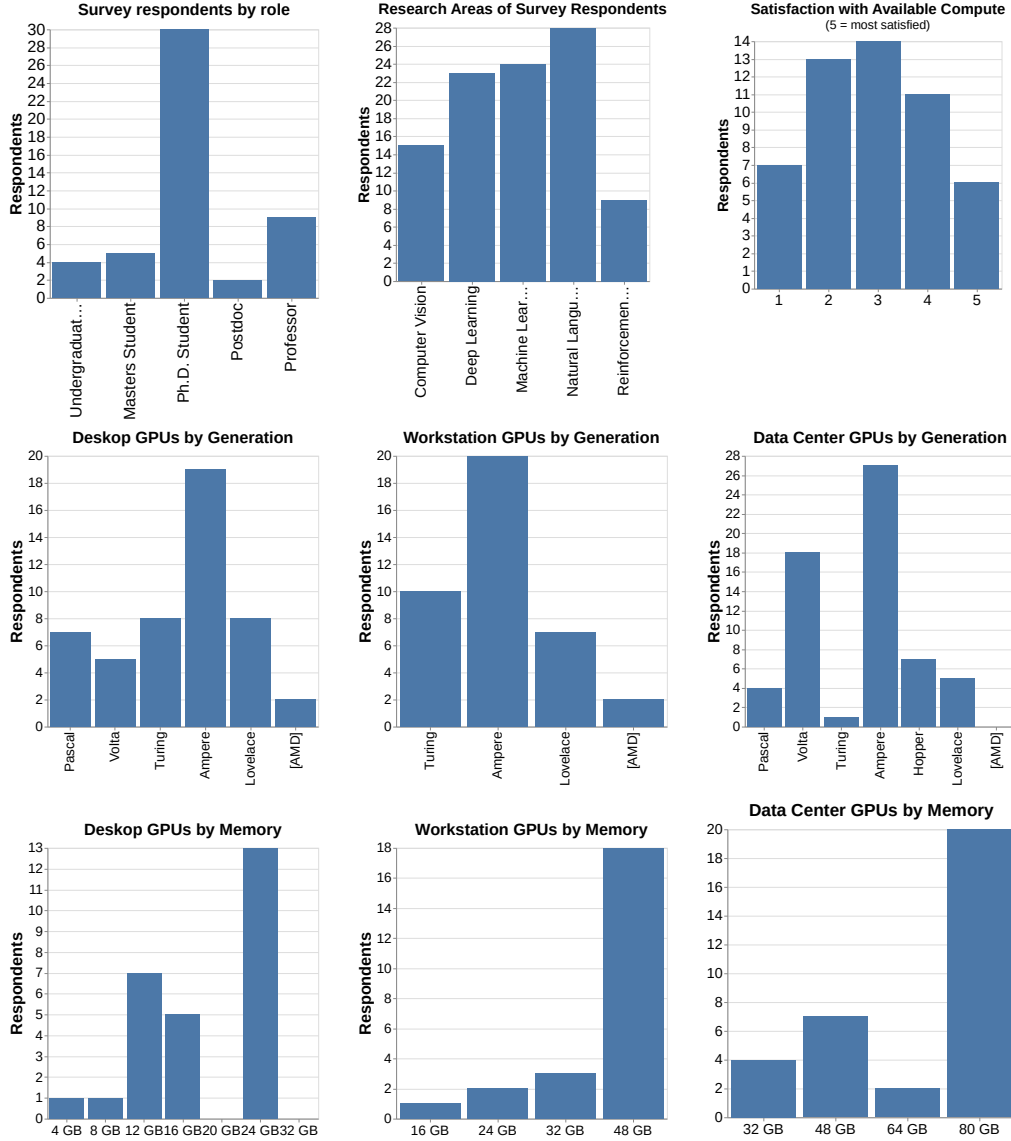 Survey respondents by role
Respondents
30
28
26
24
22
20
18
16
14
12
10
8
6
4
2
0
Undergraduat…
Masters Student
Ph.D. Student
Postdoc
Professor
Research Areas of Survey Respondents
Respondents
28
26
24
22
20
18
16
14
12
10
8
6
4
2
0
Computer Vision
Deep Learning
Machine Lear…
Natural Langu…
Reinforcemen…
Satisfaction with Available Compute
(5 = most satisfied)
Respondents
14
13
12
11
10
9
8
7
6
5
4
3
2
1
0
1 2 3 4 5
Deskop GPUs by Generation
Respondents
20
18
16
14
12
10
8
6
4
2
0
Pascal
Volta
Turing
Ampere
Lovelace
[AMD]
Workstation GPUs by Generation
Respondents
20
18
16
14
12
10
8
6
4
2
0
Turing
Ampere
Lovelace
[AMD]
Data Center GPUs by Generation
Respondents
28
26
24
22
20
18
16
14
12
10
8
6
4
2
0
Pascal
Volta
Turing
Ampere
Hopper
Lovelace
[AMD]
Deskop GPUs by Memory
Respondents
13
12
11
10
9
8
7
6
5
4
3
2
1
0
4 GB 8 GB 12 GB 16 GB 20 GB 24 GB 32 GB
Workstation GPUs by Memory
Respondents
18
16
14
12
10
8
6
4
2
0
16 GB 24 GB 32 GB 48 GB
Data Center GPUs by Memory
Respondents
20
18
16
14
12
10
8
6
4
2
0
32 GB 48 GB 64 GB 80 GB